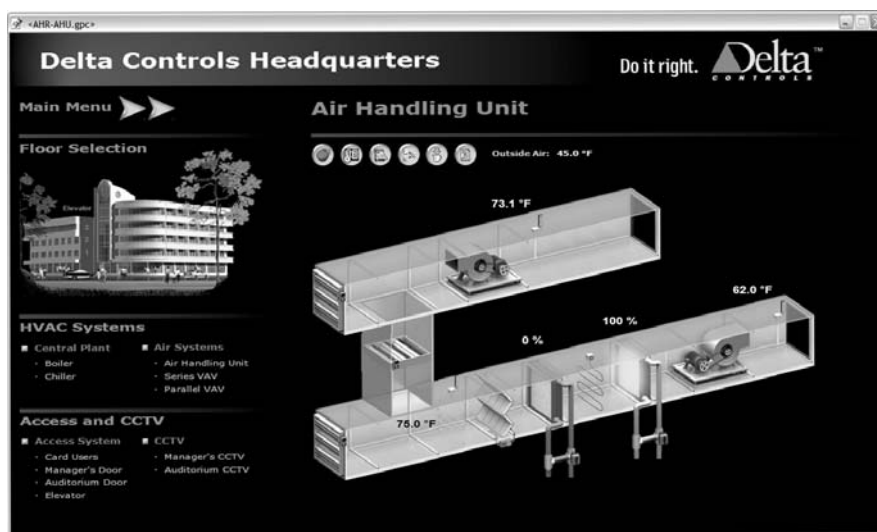 <AHR-AHU.gpc>
Delta Controls Headquarters
Do it right.
Delta™
CONTROLS
Main Menu
Air Handling Unit
Floor Selection
Outside Air: 45.0 °F
Elevator
73.1 °F
62.0 °F
100 %
0 %
75.0 °F
HVAC Systems
Central Plant
Boiler
Chiller
Air Systems
Air Handling Unit
Series VAV
Parallel VAV
Access and CCTV
Access System
Card Users
Manager's Door
Auditorium Door
Elevator
CCTV
Manager's CCTV
Auditorium CCTV